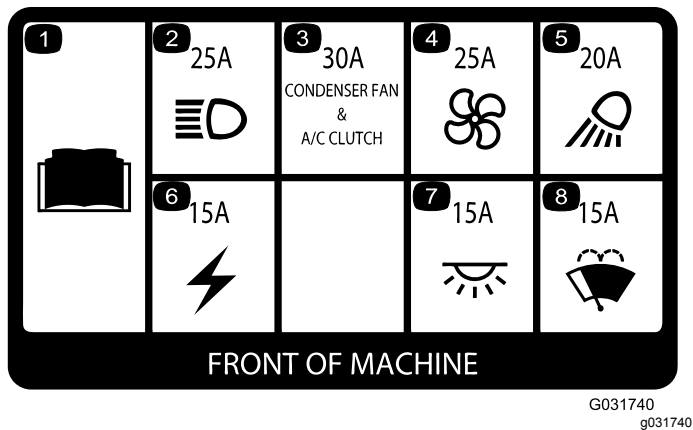 1
2
25A
3
30A
CONDENSER FAN
&
A/C CLUTCH
4
25A
5
20A
6
15A
7
15A
8
15A
FRONT OF MACHINE
G031740
g031740